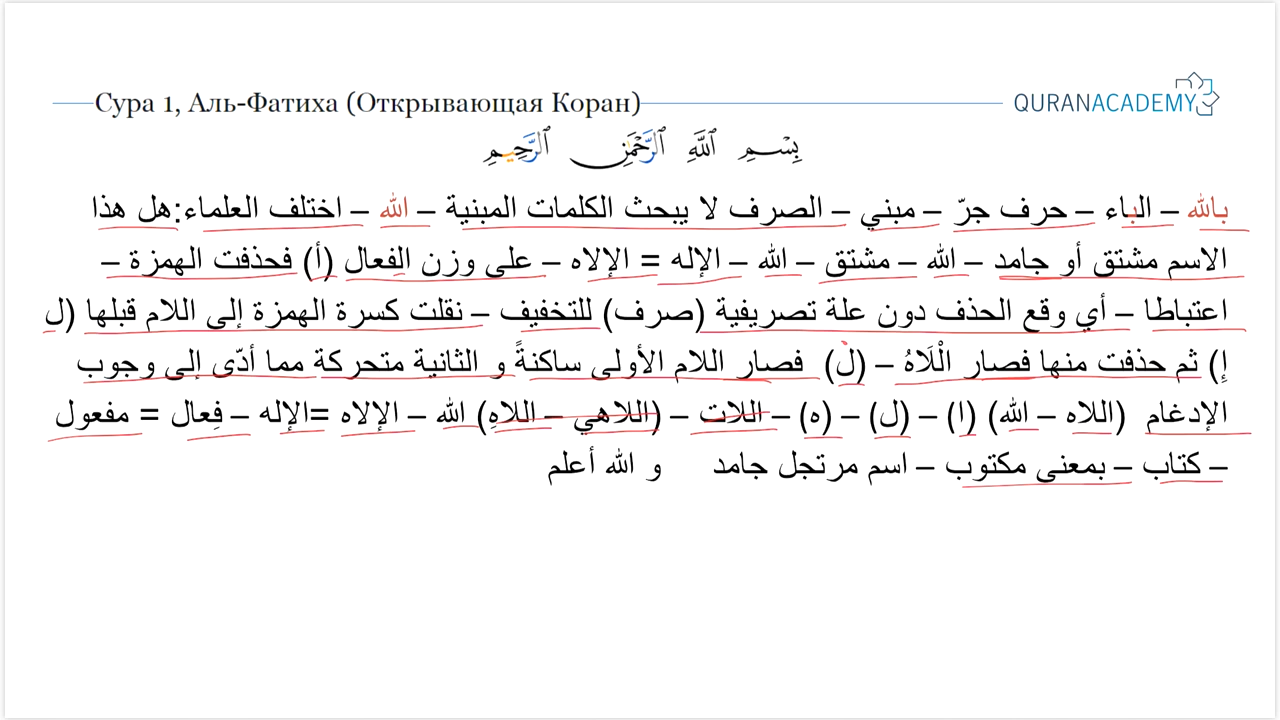 Сура 1, Аль-Фатиха (Открывающая Коран)
QURANACADEMY
بِسْمِ ٱللَّهِ ٱلرَّحْمَٰنِ ٱلرَّحِيمِ
بالله – الباء – حرف جرّ – مبني – الصرف لا يبحث الكلمات المبنية – الله – اختلف العلماء:هل هذا
الاسم مشتق أو جامد – الله – مشتق – الله – الإله = الإلاه – على وزن الفعال (أ) فحذفت الهمزة –
اعتباطا – أي وقع الحذف دون علة تصريفية (صرف) للتخفيف – نقلت كسرة الهمزة إلى اللام قبلها (ل
إِ) ثم حذفت منها فصار الْلَاهُ – (لْ) فصار اللام الأولى ساكنةً و الثانية متحركة مما أدّى إلى وجوب
الإدغام (اللاه – الله) (ا) – (ل) – (ه) – اللات – (اللاهي – اللاهِ) الله – الإلاه =الإله – فِعال = مفعول
– كتاب – بمعنى مكتوب – اسم مرتجل جامد و الله أعلم